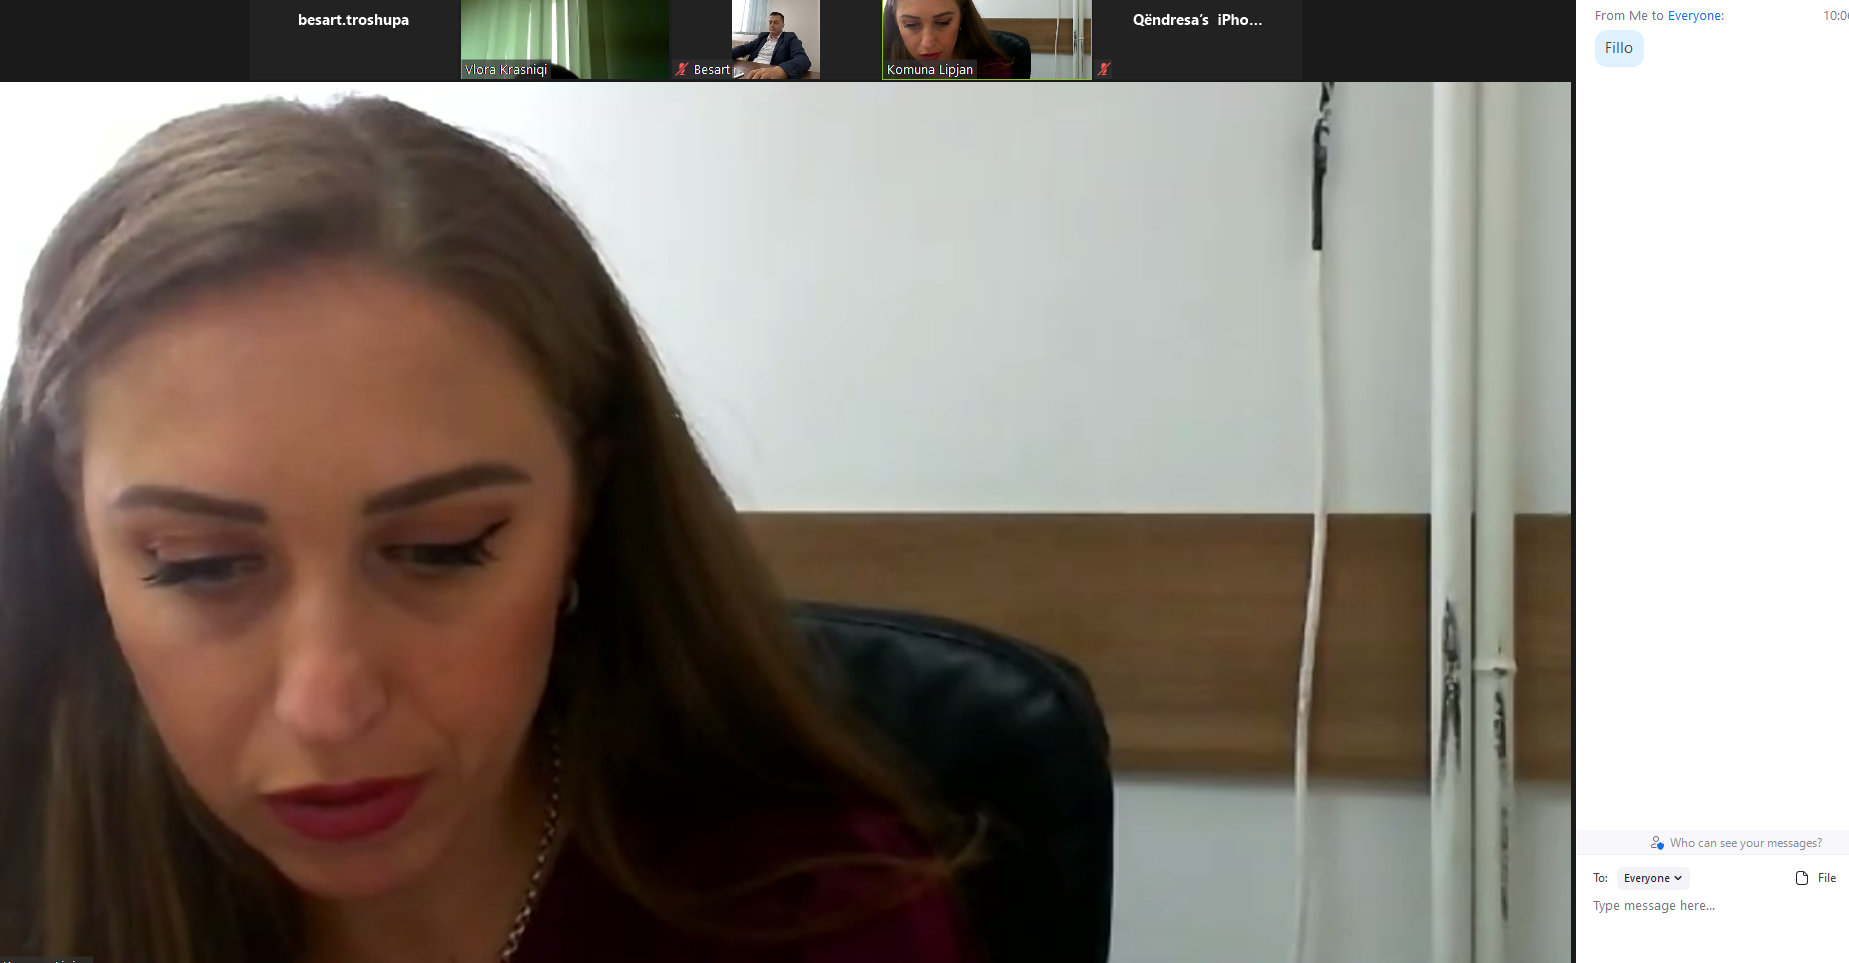 besart.troshupa
Vlora Krasniqi
Besart
Komuna Lipjan
Qëndresa’s iPho...
From Me to Everyone:
10:0
Fillo
Who can see your messages?
To: Everyone
File
Type message here...